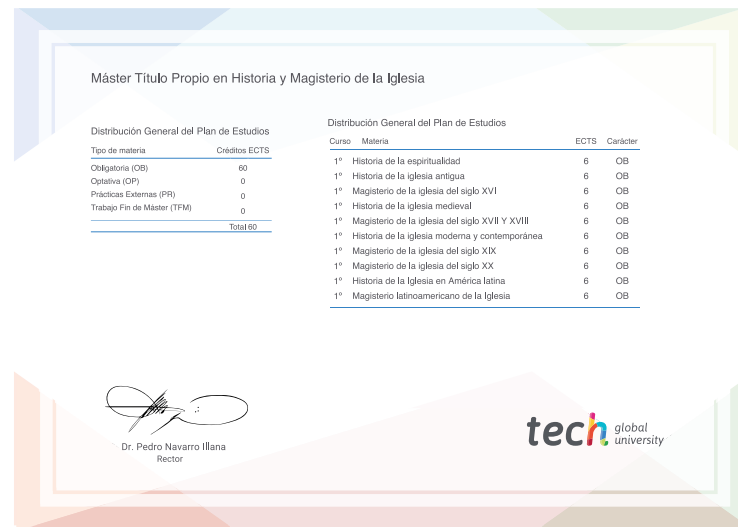 Máster Título Propio en Historia y Magisterio de la Iglesia
Distribución General del Plan de Estudios
Tipo de materia Créditos ECTS
Obligatoria (OB) 60
Optativa (OP) 0
Prácticas Externas (PR) 0
Trabajo Fin de Máster (TFM) 0
Total 60
Distribución General del Plan de Estudios
Curso Materia ECTS Carácter
1º Historia de la espiritualidad 6 OB
1º Historia de la iglesia antigua 6 OB
1º Magisterio de la iglesia del siglo XVI 6 OB
1º Historia de la iglesia medieval 6 OB
1º Magisterio de la iglesia del siglo XVII Y XVIII 6 OB
1º Historia de la iglesia moderna y contemporánea 6 OB
1º Magisterio de la iglesia del siglo XIX 6 OB
1º Magisterio de la iglesia del siglo XX 6 OB
1º Historia de la Iglesia en América latina 6 OB
1º Magisterio latinoamericano de la Iglesia 6 OB
Dr. Pedro Navarro Illana
Rector
tech global
university